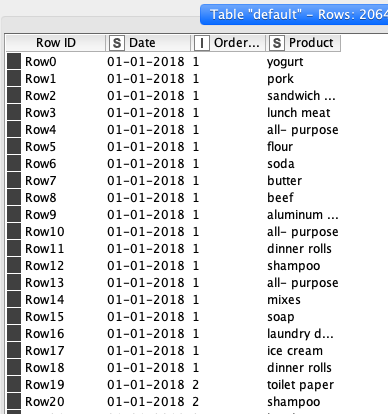 Table "default" - Rows: 2064
Row ID S Date I Order... S Product
Row0 01-01-2018 1 yogurt
Row1 01-01-2018 1 pork
Row2 01-01-2018 1 sandwich ...
Row3 01-01-2018 1 lunch meat
Row4 01-01-2018 1 all- purpose
Row5 01-01-2018 1 flour
Row6 01-01-2018 1 soda
Row7 01-01-2018 1 butter
Row8 01-01-2018 1 beef
Row9 01-01-2018 1 aluminum ...
Row10 01-01-2018 1 all- purpose
Row11 01-01-2018 1 dinner rolls
Row12 01-01-2018 1 shampoo
Row13 01-01-2018 1 all- purpose
Row14 01-01-2018 1 mixes
Row15 01-01-2018 1 soap
Row16 01-01-2018 1 laundry d...
Row17 01-01-2018 1 ice cream
Row18 01-01-2018 1 dinner rolls
Row19 01-01-2018 2 toilet paper
Row20 01-01-2018 2 shampoo